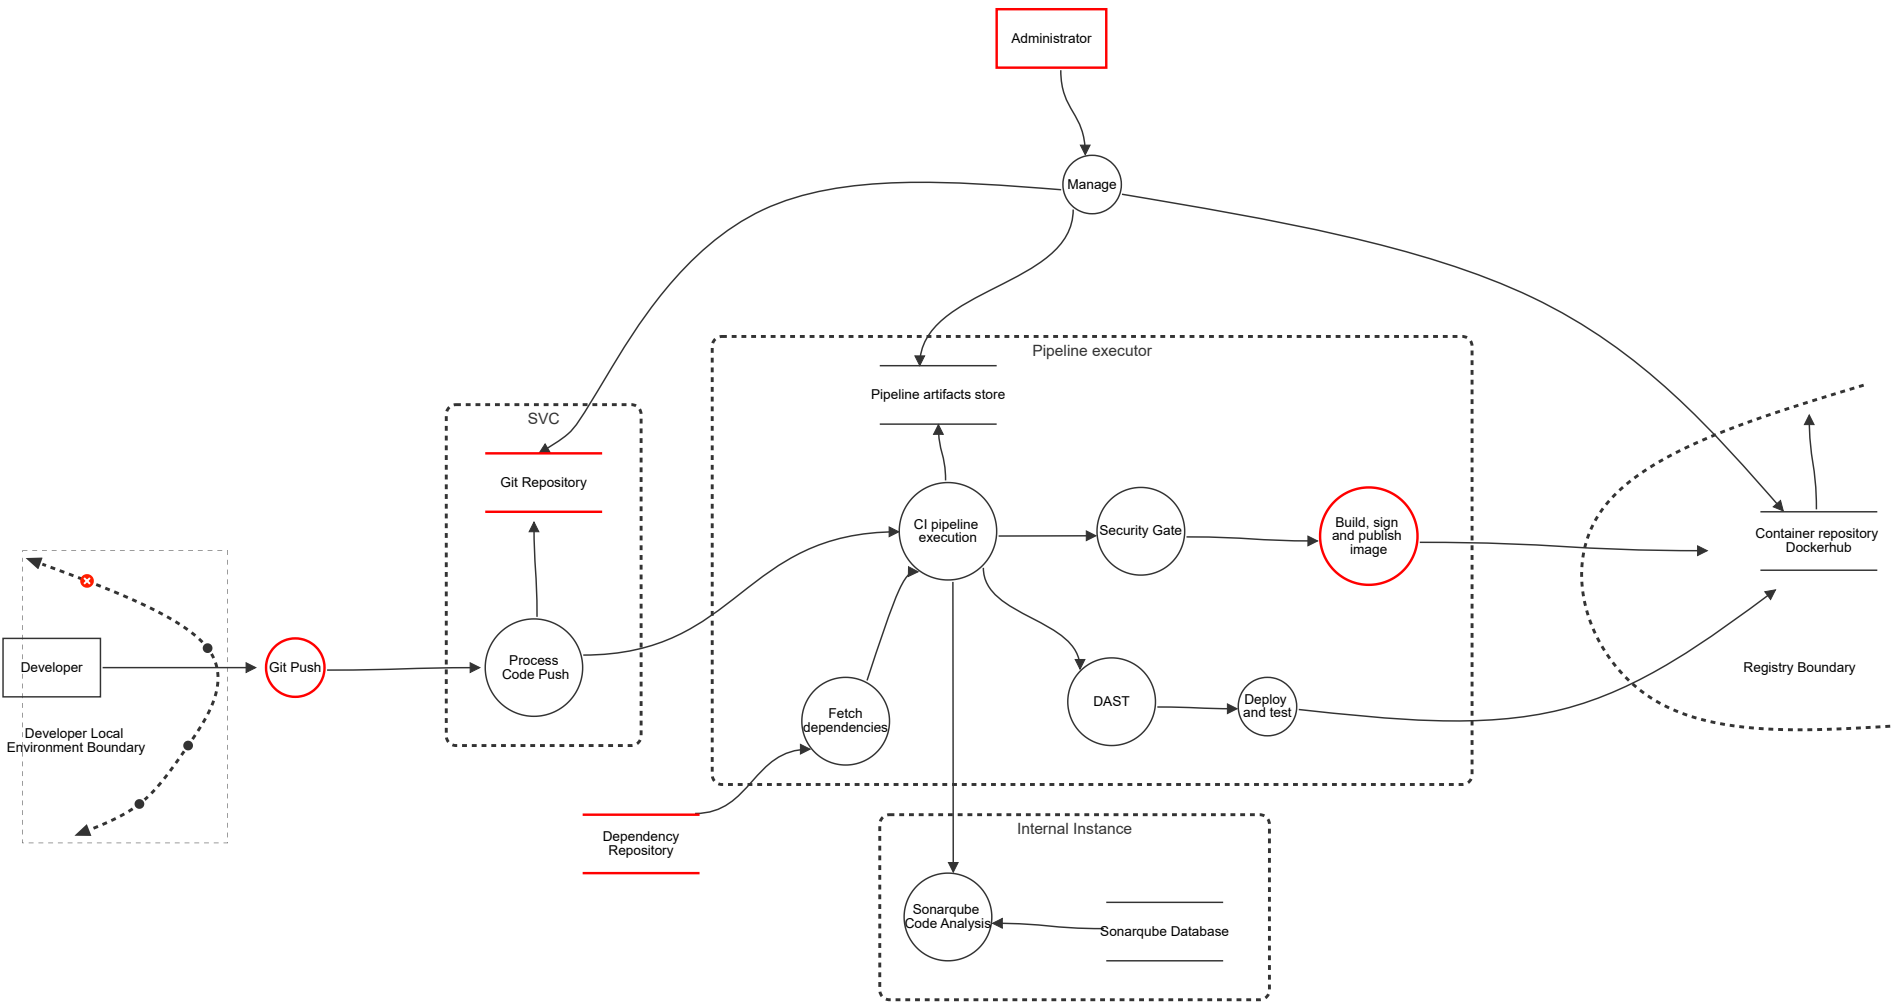 Administrator
Manage
Pipeline executor
Pipeline artifacts store
SVC
Git Repository
CI pipeline
execution
Security Gate
Build, sign
and publish
image
Container repository
Dockerhub
Developer
Git Push
Process
Code Push
Registry Boundary
DAST
Deploy
and test
Fetch
dependencies
Developer Local
Environment Boundary
Dependency
Repository
Internal Instance
Sonarqube
Code Analysis
Sonarqube Database